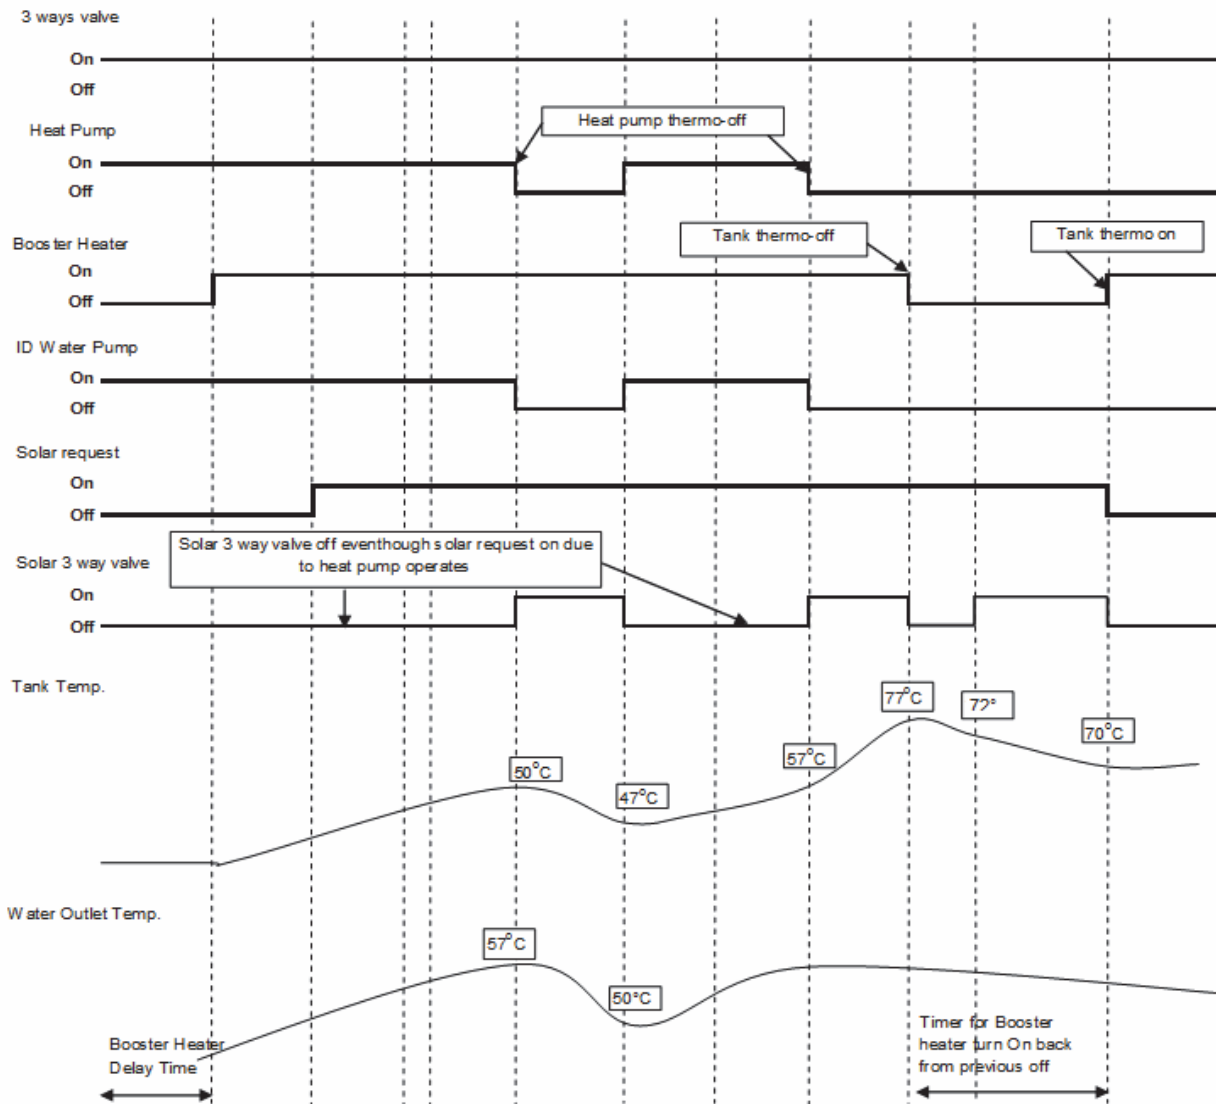 3 ways valve
On
Off
Heat Pump
Heat pump thermo-off
On
Off
Booster Heater
Tank thermo-off
Tank thermo on
On
Off
ID Water Pump
On
Off
Solar request
On
Off
Solar 3 way valve off eventhough solar request on due
to heat pump operates
Solar 3 way valve
On
Off
Tank Temp.
77°C
72°
70°C
57°C
50°C
47°C
Water Outlet Temp.
57°C
50°C
Booster Heater
Delay Time
Timer for Booster
heater turn On back
from previous off